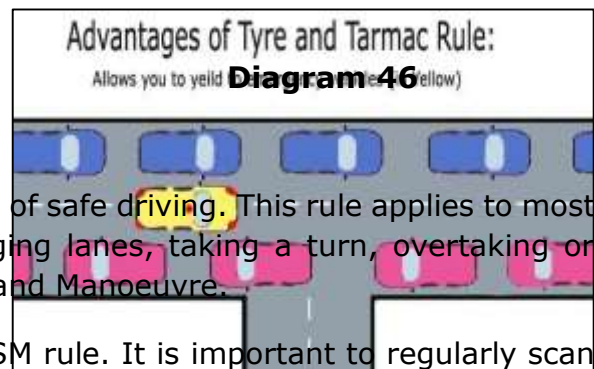 Advantages of Tyre and Tarmac Rule:
Allows you to yeild
Diagram 46
of safe driving. This rule applies to most
ging lanes, taking a turn, overtaking or
and Manoeuvre.
SM rule. It is important to regularly scan